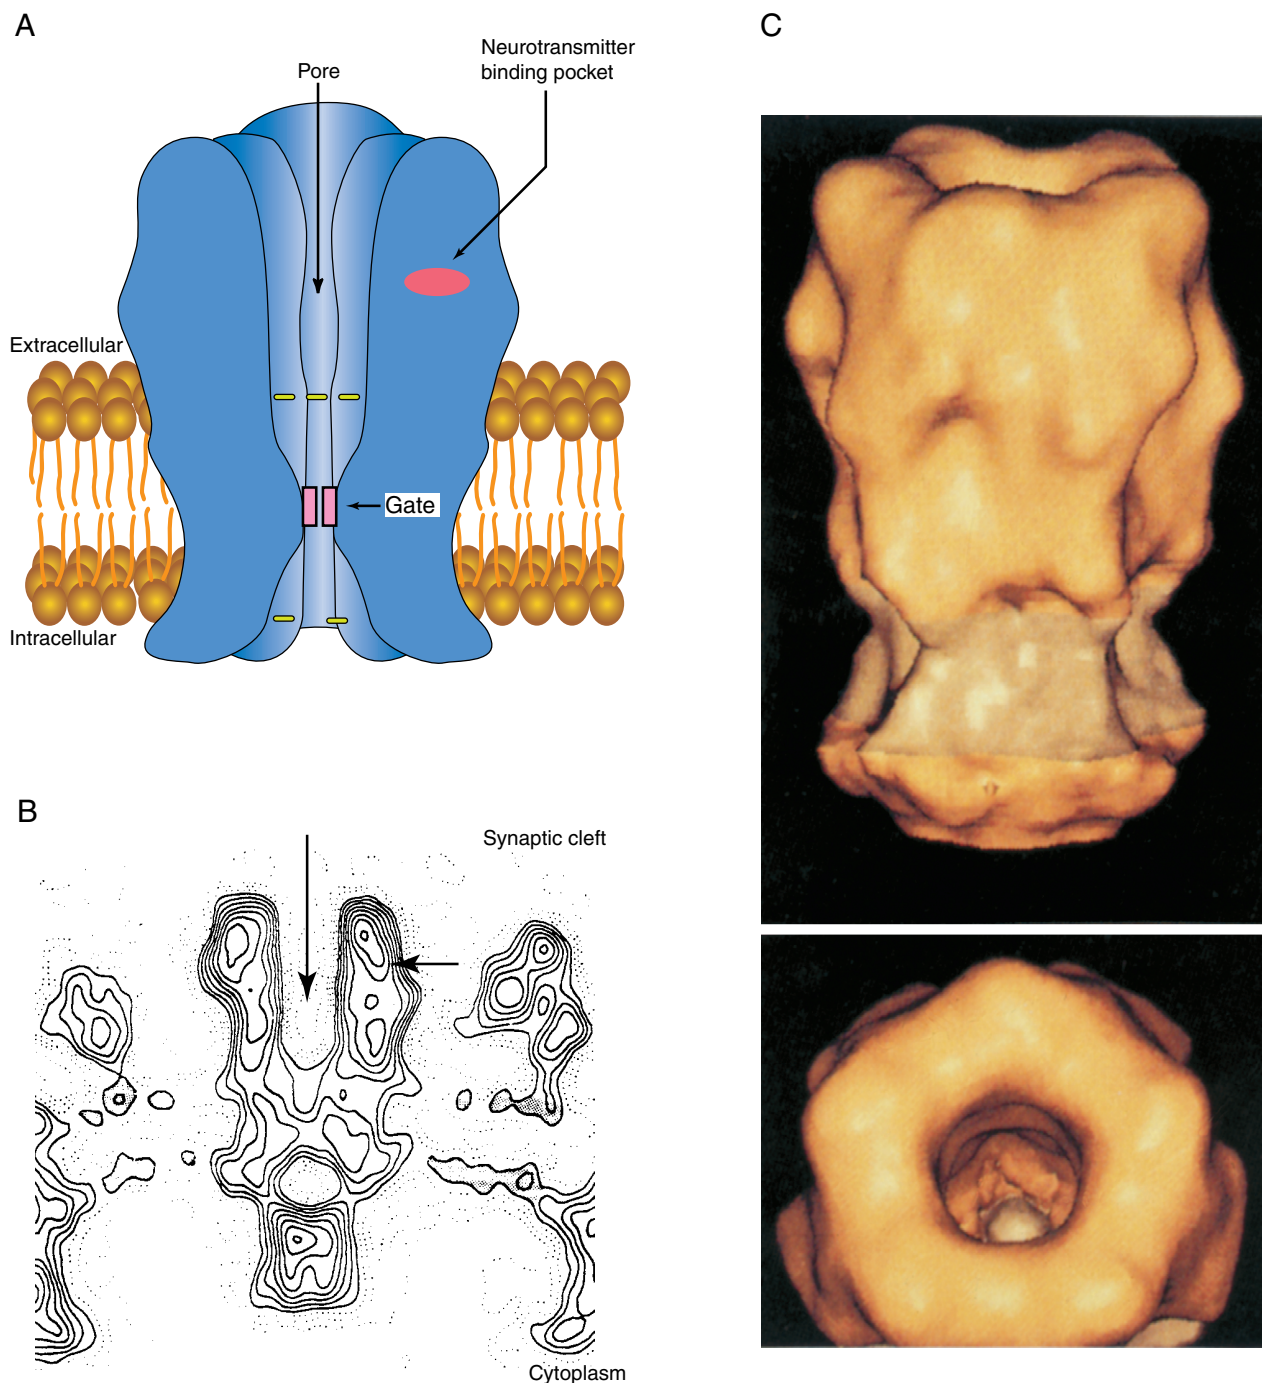 A
Pore
Neurotransmitter
binding pocket
Extracellular
Gate
Intracellular
B
Synaptic cleft
Cytoplasm
C